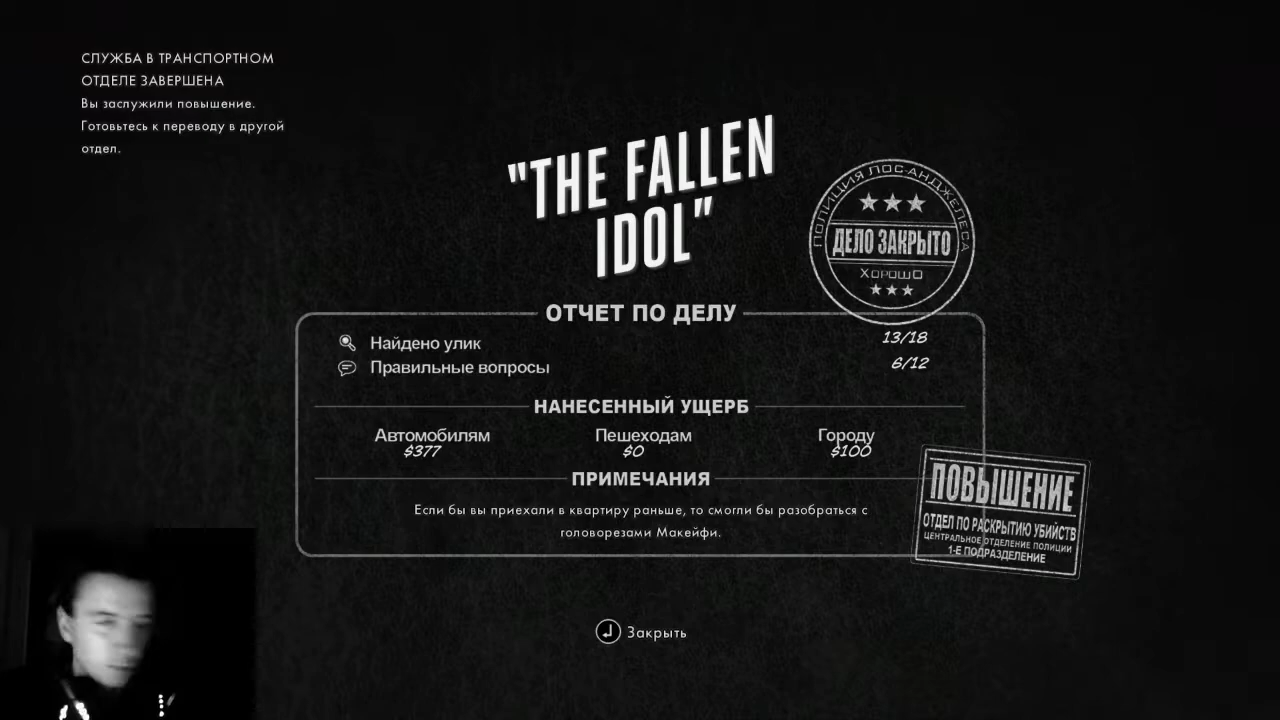 СЛУЖБА В ТРАНСПОРТНОМ
ОТДЕЛЕ ЗАВЕРШЕНА
Вы заслужили повышение.
Готовьтесь к переводу в другой
отдел.
"THE FALLEN
IDOL"
ПОЛИЦИЯ ЛОС-АНДЖЕЛЕСА
ДЕЛО ЗАКРЫТО
ХОРОШО
ОТЧЕТ ПО ДЕЛУ
Найдено улик 13/18
Правильные вопросы 6/12
НАНЕСЕННЫЙ УЩЕРБ
Автомобилям Пешеходам Городу
$377 $0 $100
ПРИМЕЧАНИЯ
Если бы вы приехали в квартиру раньше, то смогли бы разобраться с
головорезами Макейфи.
ПОВЫШЕНИЕ
ОТДЕЛ ПО РАСКРЫТИЮ УБИЙСТВ
ЦЕНТРАЛЬНОЕ ОТДЕЛЕНИЕ ПОЛИЦИИ
1-Е ПОДРАЗДЕЛЕНИЕ
Закрыть